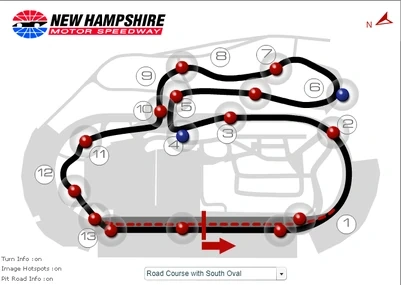 NEW HAMPSHIRE
MOTOR SPEEDWAY
N
8
7
9
6
5
10
4
3
2
11
12
1
13
Turn Info :on
Image Hotspots :on
Pit Road Info :on
Road Course with South Oval